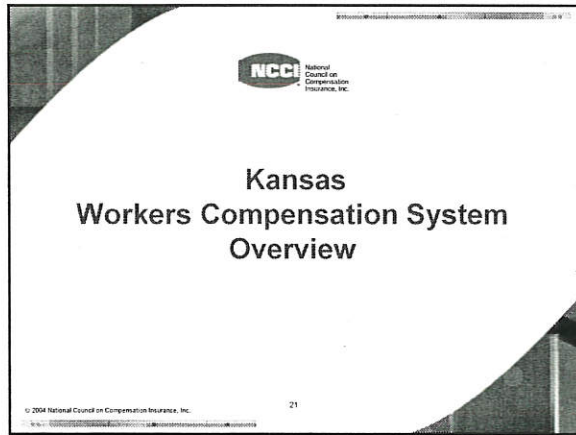 NCCI
National
Council on
Compensation
Insurance, Inc.
Kansas
Workers Compensation System
Overview
© 2004 National Council on Compensation Insurance, Inc.
21